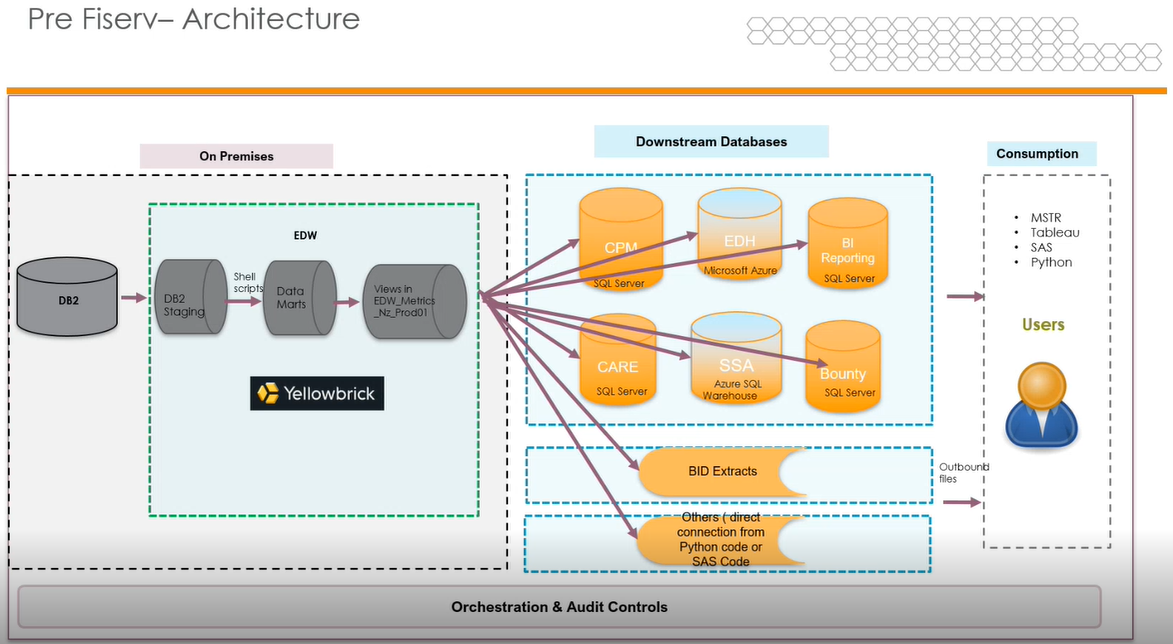 Pre Fiserv– Architecture
On Premises
Downstream Databases
Consumption
EDW
DB2
DB2
Staging
Shell
scripts
Data
Marts
Views in
EDW_Metrics
_Nz_Prod01
Yellowbrick
CPM
SQL Server
EDH
Microsoft Azure
BI
Reporting
SQL Server
CARE
SQL Server
SSA
Azure SQL
Warehouse
Bounty
SQL Server
BID Extracts
Others ( direct
connection from
Python code or
SAS Code
Outbound
files
• MSTR
• Tableau
• SAS
• Python
Users
Orchestration & Audit Controls